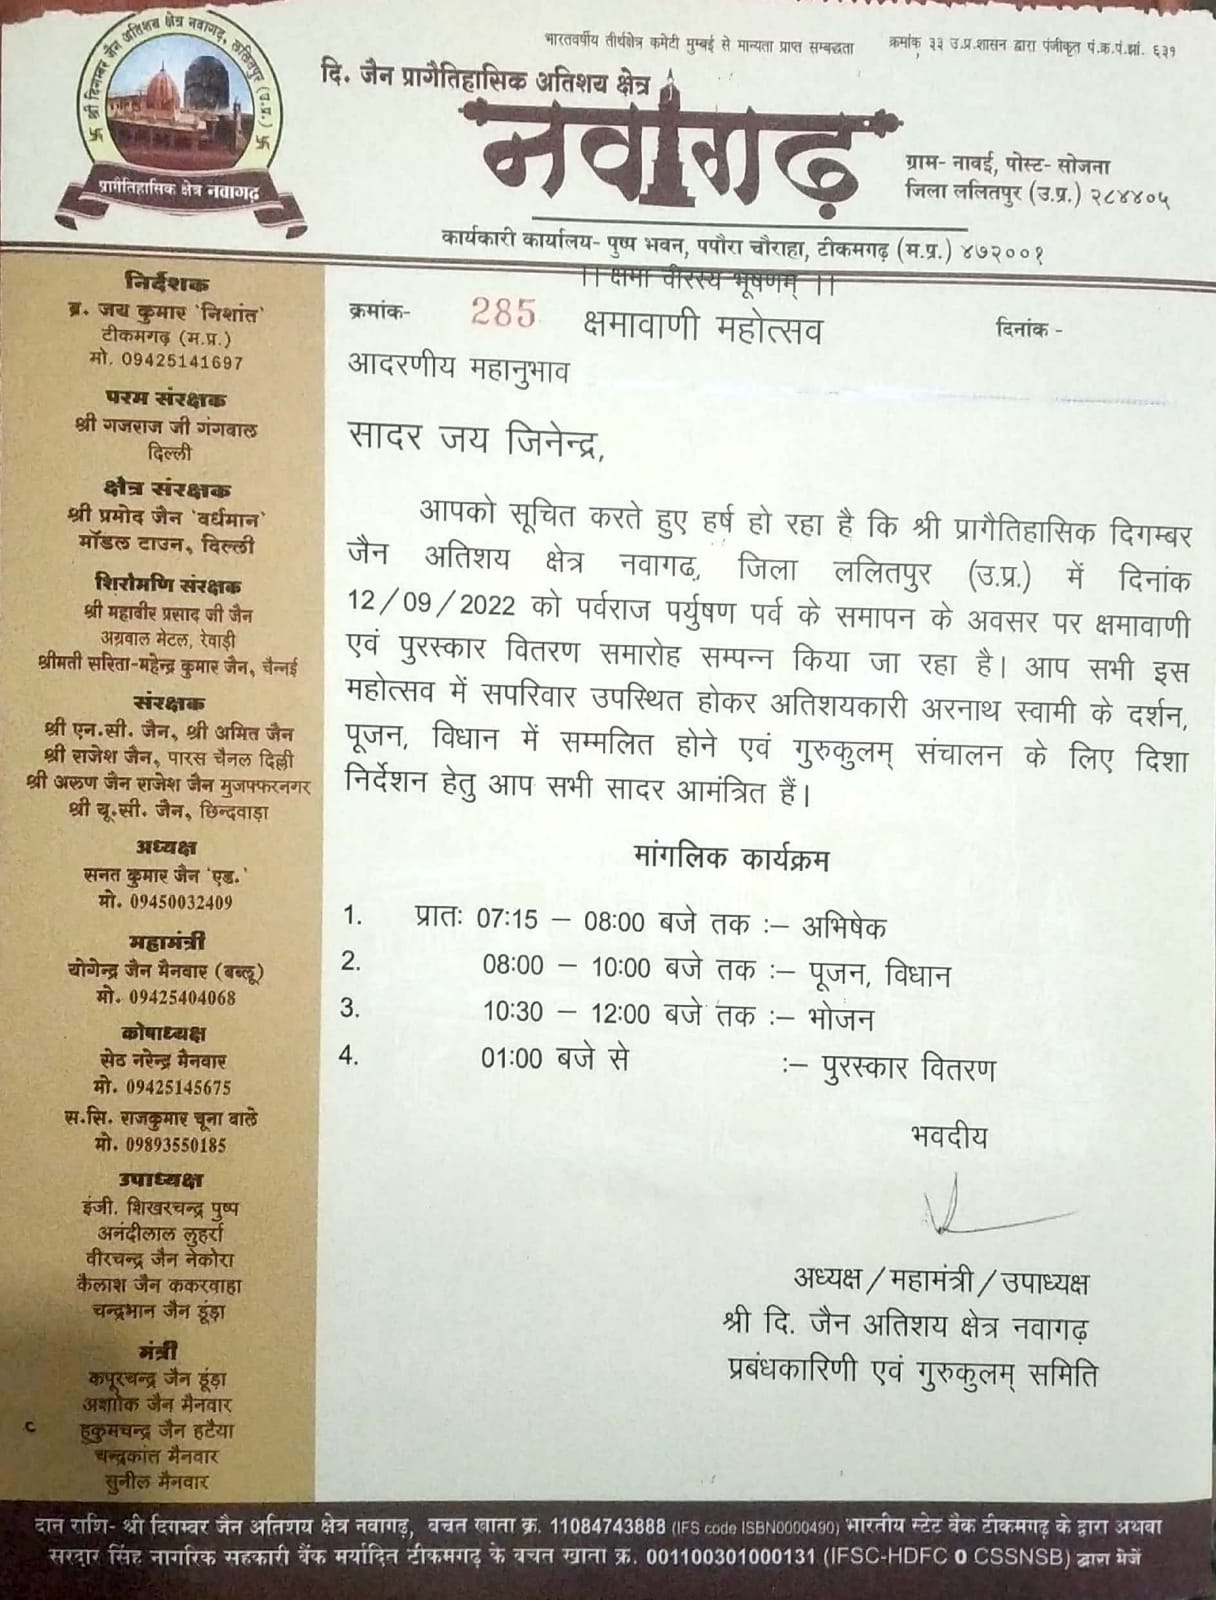 श्री दिगम्बर जैन अतिशय क्षेत्र नवागढ़, ललितपुर (उ.प्र.)
प्रागैतिहासिक क्षेत्र नवागढ़
भारतवर्षीय तीर्थक्षेत्र कमेटी मुम्बई से मान्यता प्राप्त सम्बद्धता क्रमांक ३३ उ.प्र.शासन द्वारा पंजीकृत पं.क.पं.झां. ६३१
दि. जैन प्रागैतिहासिक अतिशय क्षेत्र
नवागढ़
ग्राम- नावई, पोस्ट- सोजना
जिला ललितपुर (उ.प्र.) २८४४०५
कार्यकारी कार्यालय- पुष्प भवन, पपौरा चौराहा, टीकमगढ़ (म.प्र.) ४७२००१
निर्देशक
ब्र. जय कुमार 'निशांत'
टीकमगढ़ (म.प्र.)
मो. 09425141697
परम संरक्षक
श्री गजराज जी गंगवाल
दिल्ली
क्षेत्र संरक्षक
श्री प्रमोद जैन 'वर्धमान'
मॉडल टाउन, दिल्ली
शिरोमणि संरक्षक
श्री महावीर प्रसाद जी जैन
अग्रवाल मेटल, रेवाड़ी
श्रीमती सरिता-महेन्द्र कुमार जैन, चैन्नई
संरक्षक
श्री एन.सी. जैन, श्री अमित जैन
श्री राजेश जैन, पारस चैनल दिल्ली
श्री अरुण जैन राजेश जैन मुजफ्फरनगर
श्री यू.सी. जैन, छिन्दवाड़ा
अध्यक्ष
सनत कुमार जैन 'एड.'
मो. 09450032409
महामंत्री
योगेन्द्र जैन मैनवार (बब्लू)
मो. 09425404068
कोषाध्यक्ष
सेठ नरेन्द्र मैनवार
मो. 09425145675
स.सि. राजकुमार चूना वाले
मो. 09893550185
उपाध्यक्ष
इंजी. शिखरचन्द्र पुष्प
अनंदीलाल लुहर्रा
वीरचन्द्र जैन नेकोरा
कैलाश जैन ककरवाहा
चन्द्रभान जैन डूंड़ा
मंत्री
कपूरचन्द्र जैन डूंड़ा
अशाोक जैन मैनवार
हुकुमचन्द्र जैन हटैया
चन्द्रकांत मैनवार
सुनील मैनवार
।। क्षमा वीरस्य भूषणम् ।।
क्रमांक- 285 क्षमावाणी महोत्सव दिनांक -
आदरणीय महानुभाव
सादर जय जिनेन्द्र,
आपको सूचित करते हुए हर्ष हो रहा है कि श्री प्रागैतिहासिक दिगम्बर
जैन अतिशय क्षेत्र नवागढ, जिला ललितपुर (उ.प्र.) में दिनांक
12/09/2022 को पर्वराज पर्युषण पर्व के समापन के अवसर पर क्षमावाणी
एवं पुरस्कार वितरण समारोह सम्पन्न किया जा रहा है। आप सभी इस
महोत्सव में सपरिवार उपस्थित होकर अतिशयकारी अरनाथ स्वामी के दर्शन,
पूजन, विधान में सम्मलित होने एवं गुरुकुलम् संचालन के लिए दिशा
निर्देशन हेतु आप सभी सादर आमंत्रित हैं।
मांगलिक कार्यक्रम
1. प्रातः 07:15 – 08:00 बजे तक :– अभिषेक
2. 08:00 – 10:00 बजे तक :– पूजन, विधान
3. 10:30 – 12:00 बजे तक :– भोजन
4. 01:00 बजे से :– पुरस्कार वितरण
भवदीय
अध्यक्ष/महामंत्री/उपाध्यक्ष
श्री दि. जैन अतिशय क्षेत्र नवागढ़
प्रबंधकारिणी एवं गुरुकुलम् समिति
दान राशि- श्री दिगम्बर जैन अतिशय क्षेत्र नवागढ़, बचत खाता क्र. 11084743888 (IFS code ISBN0000490) भारतीय स्टेट बैंक टीकमगढ़ के द्वारा अथवा
सरदार सिंह नागरिक सहकारी बैंक मर्यादित टीकमगढ़ के बचत खाता क्र. 001100301000131 (IFSC-HDFC 0 CSSNSB) द्वारा भेजें